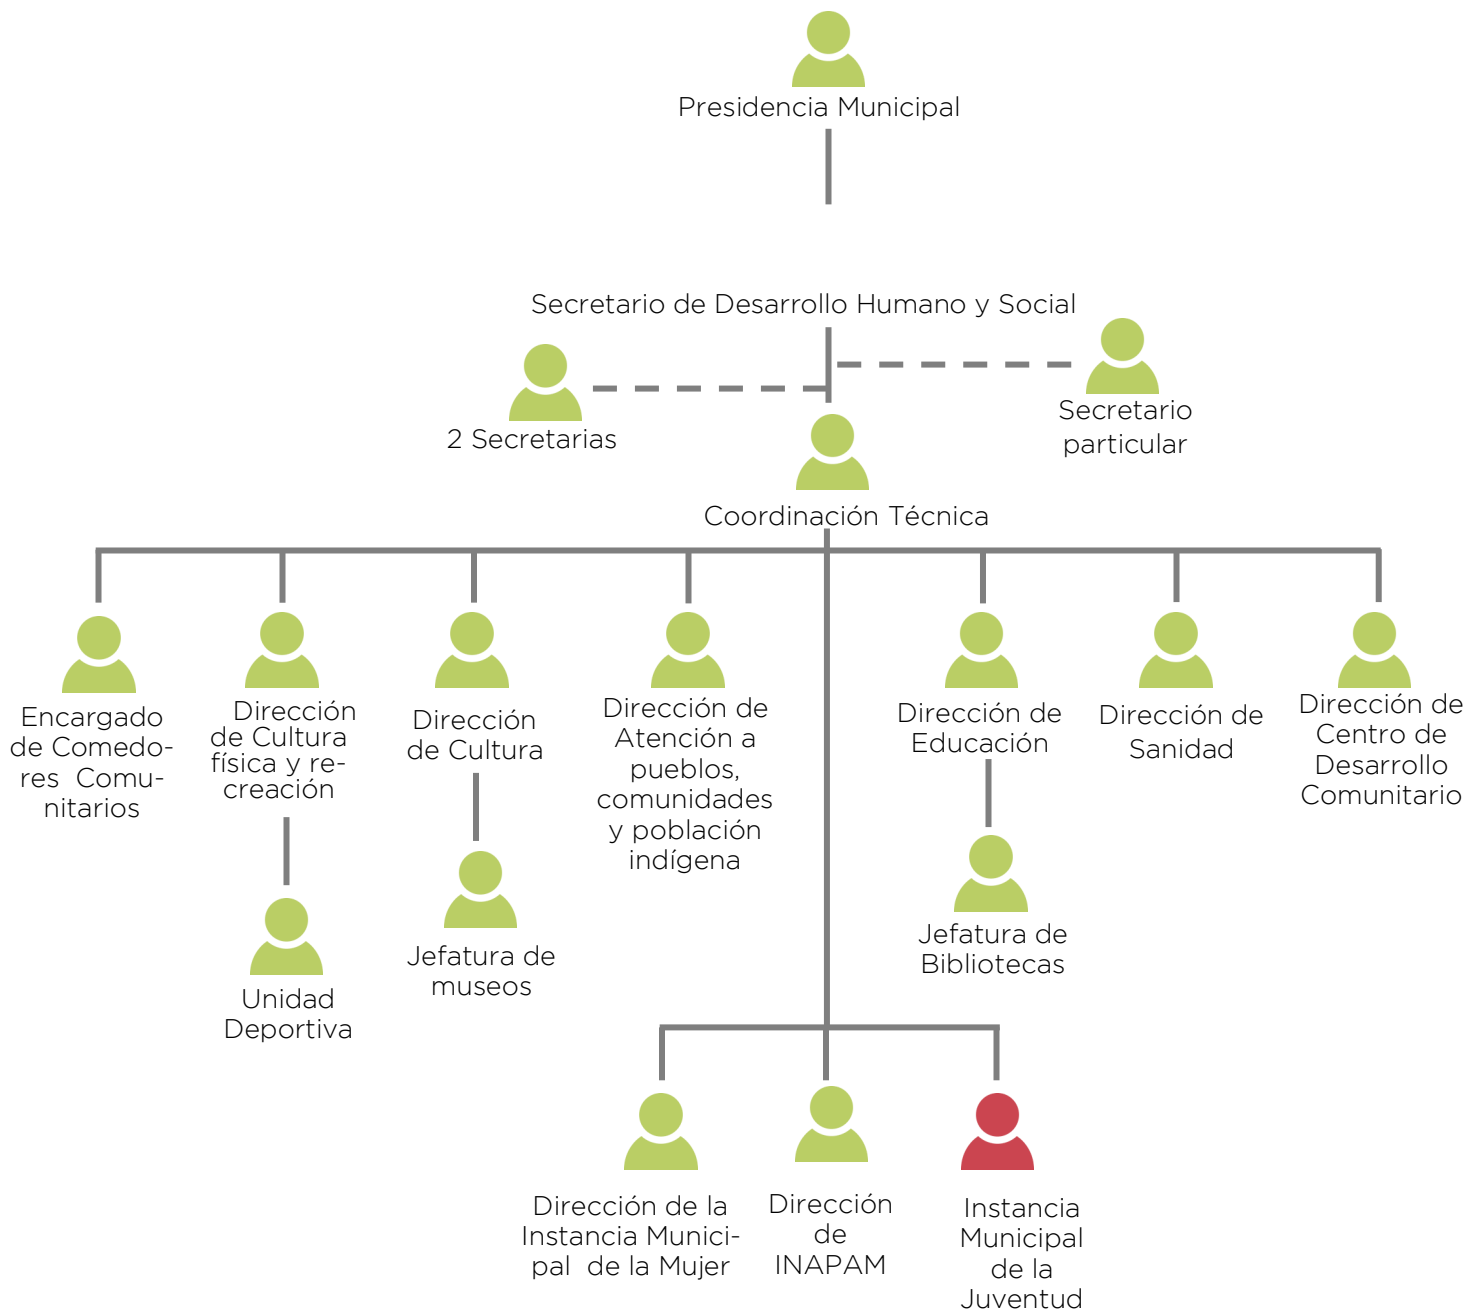 Presidencia Municipal
Secretario de Desarrollo Humano y Social
2 Secretarias
Secretario
particular
Coordinación Técnica
Encargado
de Comedo-
res Comu-
nitarios
Dirección
de Cultura
física y re-
creación
Dirección
de Cultura
Dirección de
Atención a
pueblos,
comunidades
y población
indígena
Dirección de
Educación
Dirección de
Sanidad
Dirección de
Centro de
Desarrollo
Comunitario
Unidad
Deportiva
Jefatura de
museos
Jefatura de
Bibliotecas
Dirección de la
Instancia Munici-
pal de la Mujer
Dirección
de
INAPAM
Instancia
Municipal
de la
Juventud